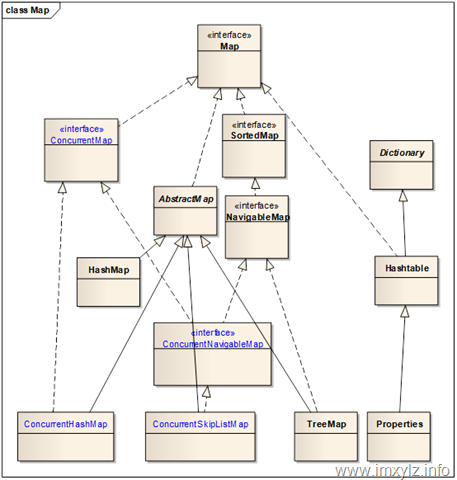 class Map
«interface»
Map
«interface»
ConcurrentMap
«interface»
SortedMap
Dictionary
AbstractMap
«interface»
NavigableMap
HashMap
Hashtable
«interface»
ConcurrentNavigableMap
ConcurrentHashMap
ConcurrentSkipListMap
TreeMap
Properties
www.imxylz.info